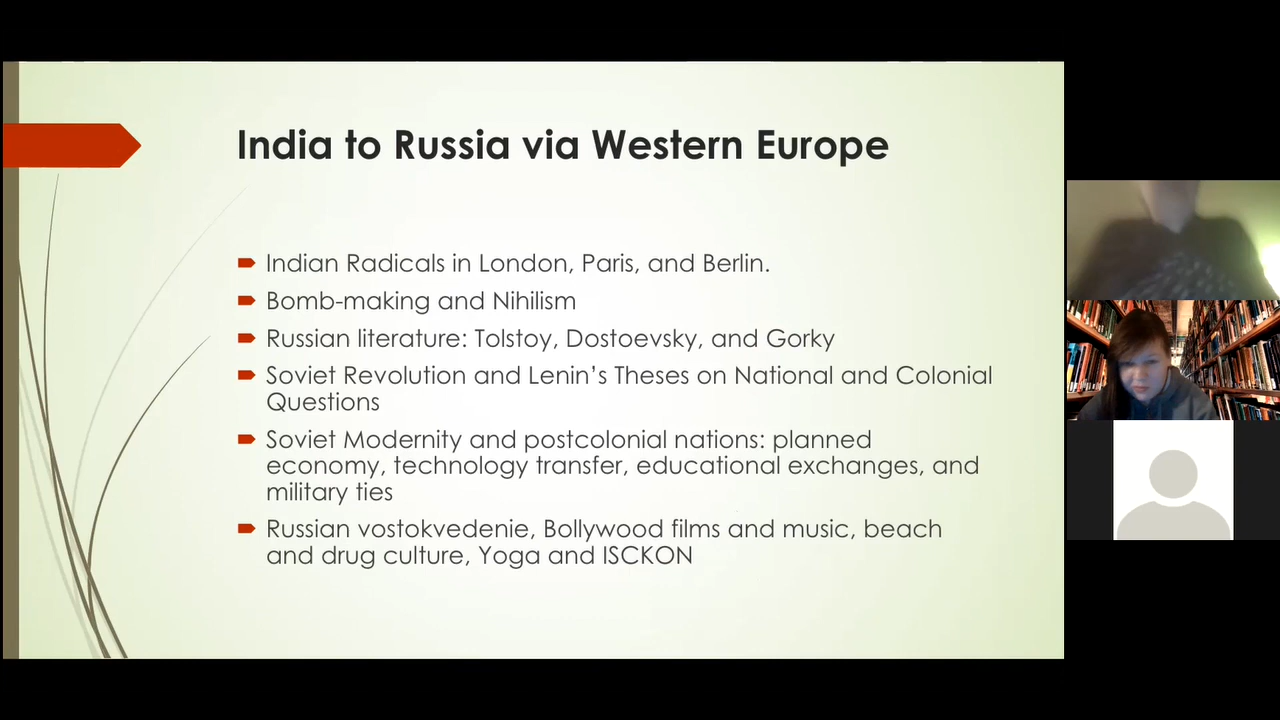 India to Russia via Western Europe
Indian Radicals in London, Paris, and Berlin.
Bomb-making and Nihilism
Russian literature: Tolstoy, Dostoevsky, and Gorky
Soviet Revolution and Lenin’s Theses on National and Colonial
Questions
Soviet Modernity and postcolonial nations: planned
economy, technology transfer, educational exchanges, and
military ties
Russian vostokvedenie, Bollywood films and music, beach
and drug culture, Yoga and ISCKON